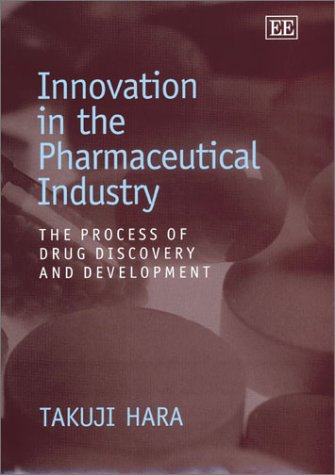 EE
Innovation
in the
Pharmaceutical
Industry
THE PROCESS OF
DRUG DISCOVERY
AND DEVELOPMENT
TAKUJI HARA